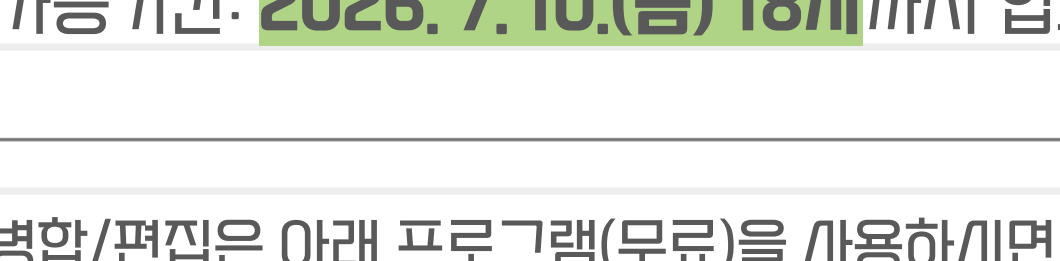 가능 기간: 2026. 7. 10.(금) 18시까지 입
병합/편집은 아래 프로그램(무료)을 사용하시면